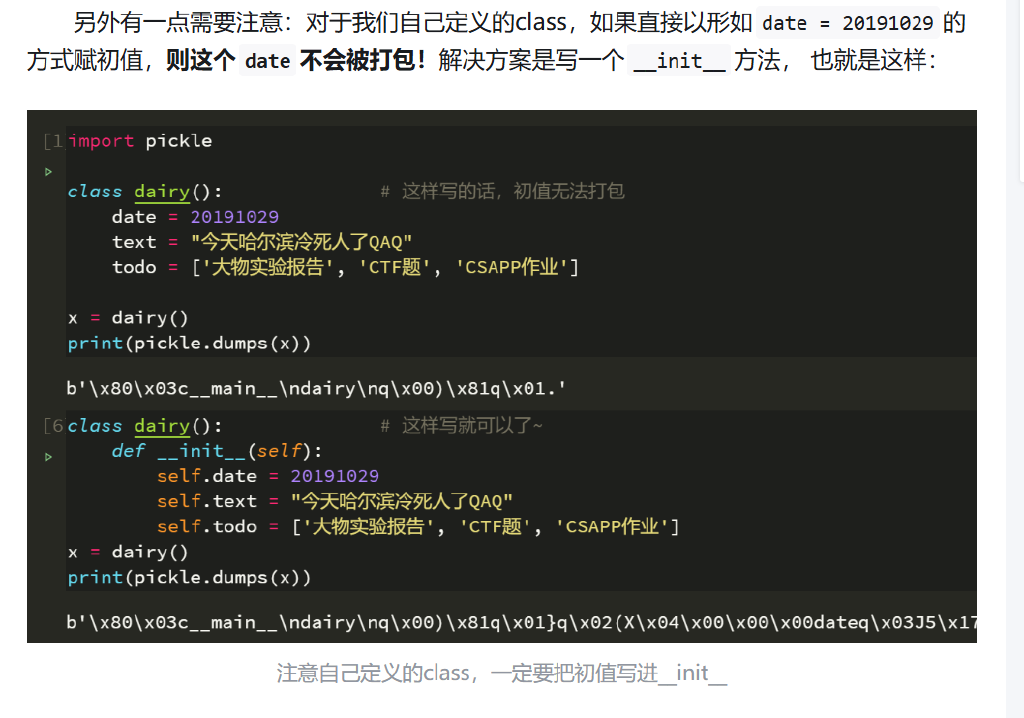 另外有一点需要注意：对于我们自己定义的class，如果直接以形如 date = 20191029 的
方式赋初值，则这个 date 不会被打包！解决方案是写一个 __init__ 方法， 也就是这样：
[1 import pickle
class dairy():              # 这样写的话，初值无法打包
    date = 20191029
    text = "今天哈尔滨冷死人了QAQ"
    todo = ['大物实验报告', 'CTF题', 'CSAPP作业']
x = dairy()
print(pickle.dumps(x))
b'\x80\x03c__main__\ndairy\nq\x00)\x81q\x01.'
[6 class dairy():              # 这样写就可以了~
    def __init__(self):
        self.date = 20191029
        self.text = "今天哈尔滨冷死人了QAQ"
        self.todo = ['大物实验报告', 'CTF题', 'CSAPP作业']
x = dairy()
print(pickle.dumps(x))
b'\x80\x03c__main__\ndairy\nq\x00)\x81q\x01}q\x02(X\x04\x00\x00\x00dateq\x03J5\x17
注意自己定义的class，一定要把初值写进__init__